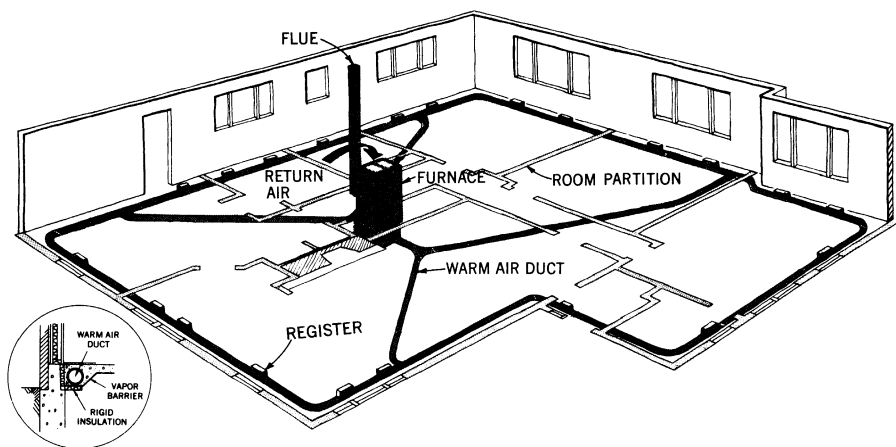 FLUE
RETURN
AIR
FURNACE
ROOM PARTITION
WARM AIR DUCT
REGISTER
WARM AIR
DUCT
VAPOR
BARRIER
RIGID
INSULATION